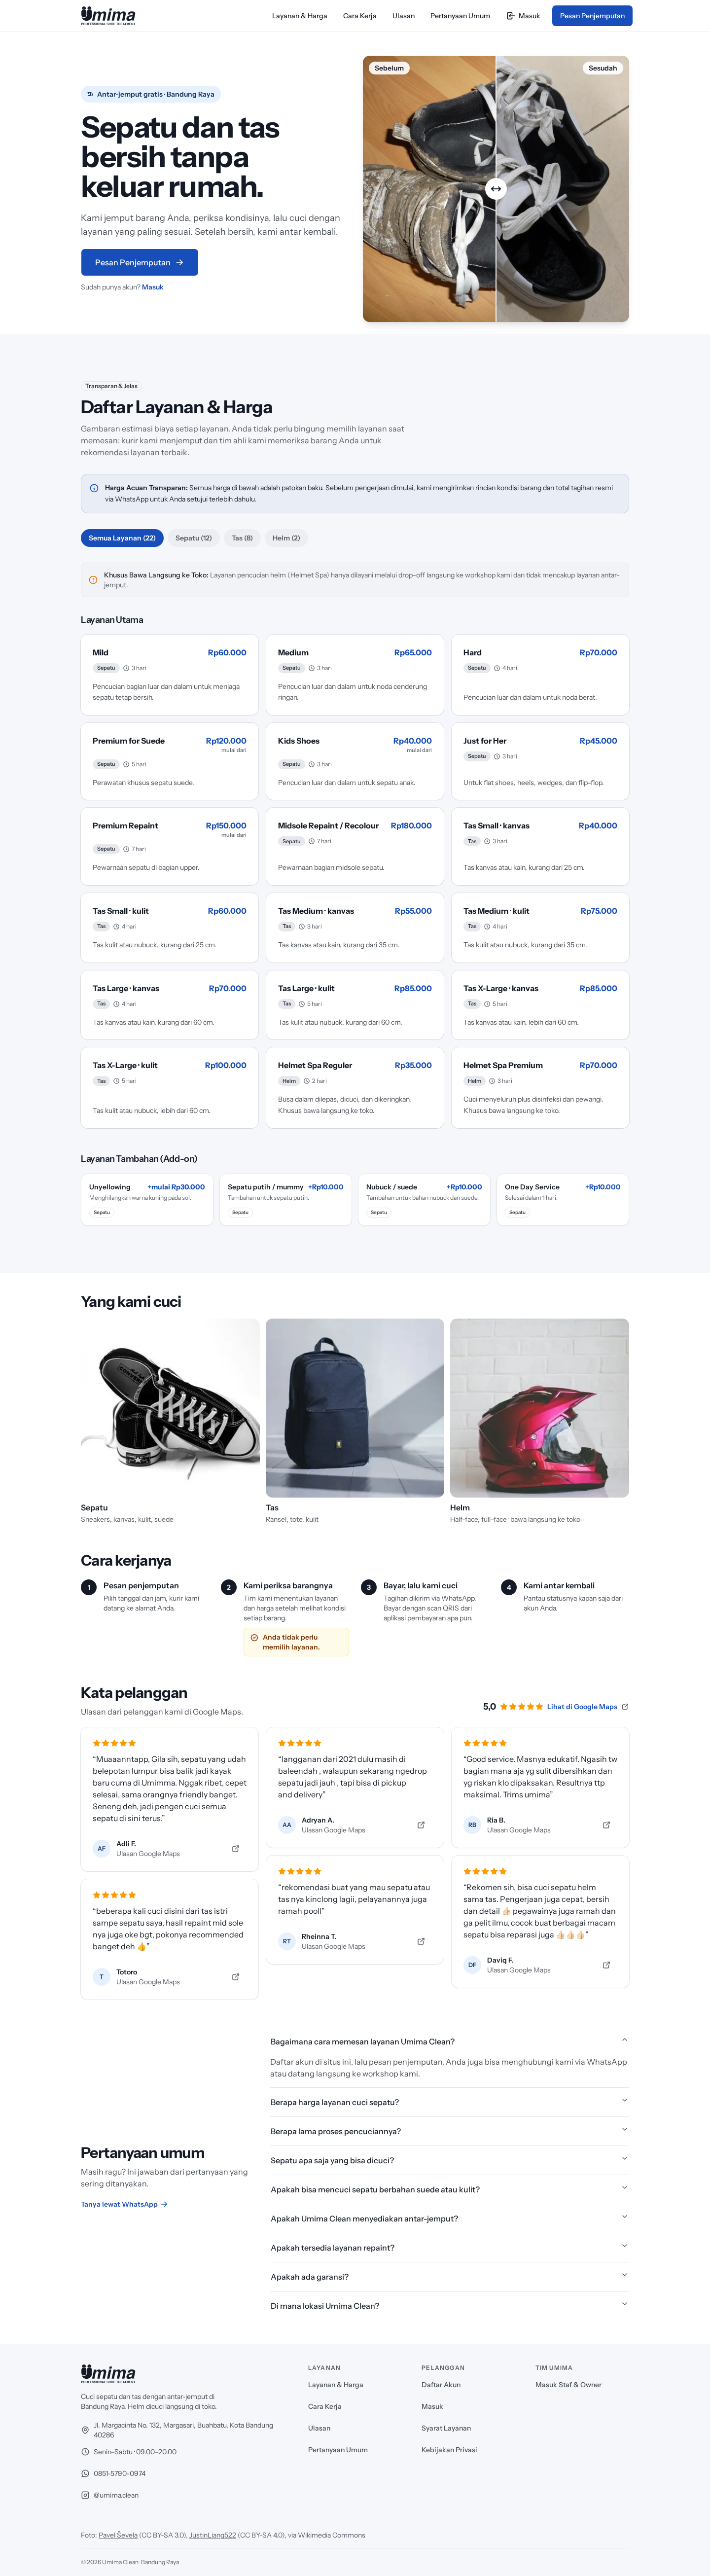 Umima
PROFESSIONAL SHOE TREATMENT
Layanan & Harga
Cara Kerja
Ulasan
Pertanyaan Umum
Masuk
Pesan Penjemputan
Antar-jemput gratis · Bandung Raya
Sepatu dan tas
bersih tanpa
keluar rumah.
Kami jemput barang Anda, periksa kondisinya, lalu cuci dengan
layanan yang paling sesuai. Setelah bersih, kami antar kembali.
Pesan Penjemputan
Sudah punya akun? Masuk
Sebelum
Sesudah
Transparan & Jelas
Daftar Layanan & Harga
Gambaran estimasi biaya setiap layanan. Anda tidak perlu bingung memilih layanan saat
memesan: kurir kami menjemput dan tim ahli kami memeriksa barang Anda untuk
rekomendasi layanan terbaik.
Harga Acuan Transparan: Semua harga di bawah adalah patokan baku. Sebelum pengerjaan dimulai, kami mengirimkan rincian kondisi barang dan total tagihan resmi
via WhatsApp untuk Anda setujui terlebih dahulu.
Semua Layanan (22)
Sepatu (12)
Tas (8)
Helm (2)
Khusus Bawa Langsung ke Toko: Layanan pencucian helm (Helmet Spa) hanya dilayani melalui drop-off langsung ke workshop kami dan tidak mencakup layanan antar-
jemput.
Layanan Utama
Mild
Rp60.000
Sepatu
3 hari
Pencucian bagian luar dan dalam untuk menjaga
sepatu tetap bersih.
Medium
Rp65.000
Sepatu
3 hari
Pencucian luar dan dalam untuk noda cenderung
ringan.
Hard
Rp70.000
Sepatu
4 hari
Pencucian luar dan dalam untuk noda berat.
Premium for Suede
Rp120.000
mulai dari
Sepatu
5 hari
Perawatan khusus sepatu suede.
Kids Shoes
Rp40.000
mulai dari
Sepatu
3 hari
Pencucian luar dan dalam untuk sepatu anak.
Just for Her
Rp45.000
Sepatu
3 hari
Untuk flat shoes, heels, wedges, dan flip-flop.
Premium Repaint
Rp150.000
mulai dari
Sepatu
7 hari
Pewarnaan sepatu di bagian upper.
Midsole Repaint / Recolour
Rp180.000
Sepatu
7 hari
Pewarnaan bagian midsole sepatu.
Tas Small · kanvas
Rp40.000
Tas
3 hari
Tas kanvas atau kain, kurang dari 25 cm.
Tas Small · kulit
Rp60.000
Tas
4 hari
Tas kulit atau nubuck, kurang dari 25 cm.
Tas Medium · kanvas
Rp55.000
Tas
3 hari
Tas kanvas atau kain, kurang dari 35 cm.
Tas Medium · kulit
Rp75.000
Tas
4 hari
Tas kulit atau nubuck, kurang dari 35 cm.
Tas Large · kanvas
Rp70.000
Tas
4 hari
Tas kanvas atau kain, kurang dari 60 cm.
Tas Large · kulit
Rp85.000
Tas
5 hari
Tas kulit atau nubuck, kurang dari 60 cm.
Tas X-Large · kanvas
Rp85.000
Tas
5 hari
Tas kanvas atau kain, lebih dari 60 cm.
Tas X-Large · kulit
Rp100.000
Tas
5 hari
Tas kulit atau nubuck, lebih dari 60 cm.
Helmet Spa Reguler
Rp35.000
Helm
2 hari
Busa dalam dilepas, dicuci, dan dikeringkan.
Khusus bawa langsung ke toko.
Helmet Spa Premium
Rp70.000
Helm
3 hari
Cuci menyeluruh plus disinfeksi dan pewangi.
Khusus bawa langsung ke toko.
Layanan Tambahan (Add-on)
Unyellowing
+mulai Rp30.000
Menghilangkan warna kuning pada sol.
Sepatu
Sepatu putih / mummy
+Rp10.000
Tambahan untuk sepatu putih.
Sepatu
Nubuck / suede
+Rp10.000
Tambahan untuk bahan nubuck dan suede.
Sepatu
One Day Service
+Rp10.000
Selesai dalam 1 hari.
Sepatu
Yang kami cuci
Sepatu
Sneakers, kanvas, kulit, suede
Tas
Ransel, tote, kulit
Helm
Half-face, full-face · bawa langsung ke toko
Cara kerjanya
1
Pesan penjemputan
Pilih tanggal dan jam, kurir kami
datang ke alamat Anda.
2
Kami periksa barangnya
Tim kami menentukan layanan
dan harga setelah melihat kondisi
setiap barang.
Anda tidak perlu
memilih layanan.
3
Bayar, lalu kami cuci
Tagihan dikirim via WhatsApp.
Bayar dengan scan QRIS dari
aplikasi pembayaran apa pun.
4
Kami antar kembali
Pantau statusnya kapan saja dari
akun Anda.
Kata pelanggan
Ulasan dari pelanggan kami di Google Maps.
5,0
Lihat di Google Maps
“Muaaanntapp, Gila sih, sepatu yang udah
belepotan lumpur bisa balik jadi kayak
baru cuma di Umimma. Nggak ribet, cepet
selesai, sama orangnya friendly banget.
Seneng deh, jadi pengen cuci semua
sepatu di sini terus.”
AF
Adli F.
Ulasan Google Maps
“beberapa kali cuci disini dari tas istri
sampe sepatu saya, hasil repaint mid sole
nya juga oke bgt, pokonya recommended
banget deh 👍”
T
Totoro
Ulasan Google Maps
“langganan dari 2021 dulu masih di
baleendah , walaupun sekarang ngedrop
sepatu jadi jauh , tapi bisa di pickup
and delivery”
AA
Adryan A.
Ulasan Google Maps
“rekomendasi buat yang mau sepatu atau
tas nya kinclong lagii, pelayanannya juga
ramah pooll”
RT
Rheinna T.
Ulasan Google Maps
“Good service. Masnya edukatif. Ngasih tw
bagian mana aja yg sulit dibersihkan dan
yg riskan klo dipaksakan. Resultnya ttp
maksimal. Trims umima”
RB
Ria B.
Ulasan Google Maps
“Rekomen sih, bisa cuci sepatu helm
sama tas. Pengerjaan juga cepat, bersih
dan detail 👍🏻 pegawainya juga ramah dan
ga pelit ilmu, cocok buat berbagai macam
sepatu bisa reparasi juga 👍🏻👍🏻👍🏻”
DF
Daviq F.
Ulasan Google Maps
Pertanyaan umum
Masih ragu? Ini jawaban dari pertanyaan yang
sering ditanyakan.
Tanya lewat WhatsApp
Bagaimana cara memesan layanan Umima Clean?
Daftar akun di situs ini, lalu pesan penjemputan. Anda juga bisa menghubungi kami via WhatsApp
atau datang langsung ke workshop kami.
Berapa harga layanan cuci sepatu?
Berapa lama proses pencuciannya?
Sepatu apa saja yang bisa dicuci?
Apakah bisa mencuci sepatu berbahan suede atau kulit?
Apakah Umima Clean menyediakan antar-jemput?
Apakah tersedia layanan repaint?
Apakah ada garansi?
Di mana lokasi Umima Clean?
Umima
PROFESSIONAL SHOE TREATMENT
Cuci sepatu dan tas dengan antar-jemput di
Bandung Raya. Helm dicuci langsung di toko.
Jl. Margacinta No. 132, Margasari, Buahbatu, Kota Bandung
40286
Senin–Sabtu · 09.00–20.00
0851-5790-0974
@umima.clean
LAYANAN
Layanan & Harga
Cara Kerja
Ulasan
Pertanyaan Umum
PELANGGAN
Daftar Akun
Masuk
Syarat Layanan
Kebijakan Privasi
TIM UMIMA
Masuk Staf & Owner
Foto: Pavel Ševela (CC BY-SA 3.0), JustinLiang522 (CC BY-SA 4.0), via Wikimedia Commons
© 2026 Umima Clean · Bandung Raya